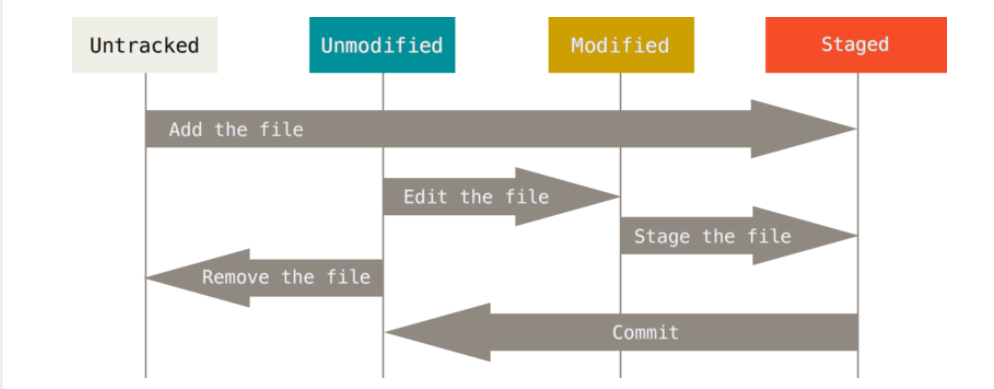 Untracked
Unmodified
Modified
Staged
Add the file
Edit the file
Stage the file
Remove the file
Commit